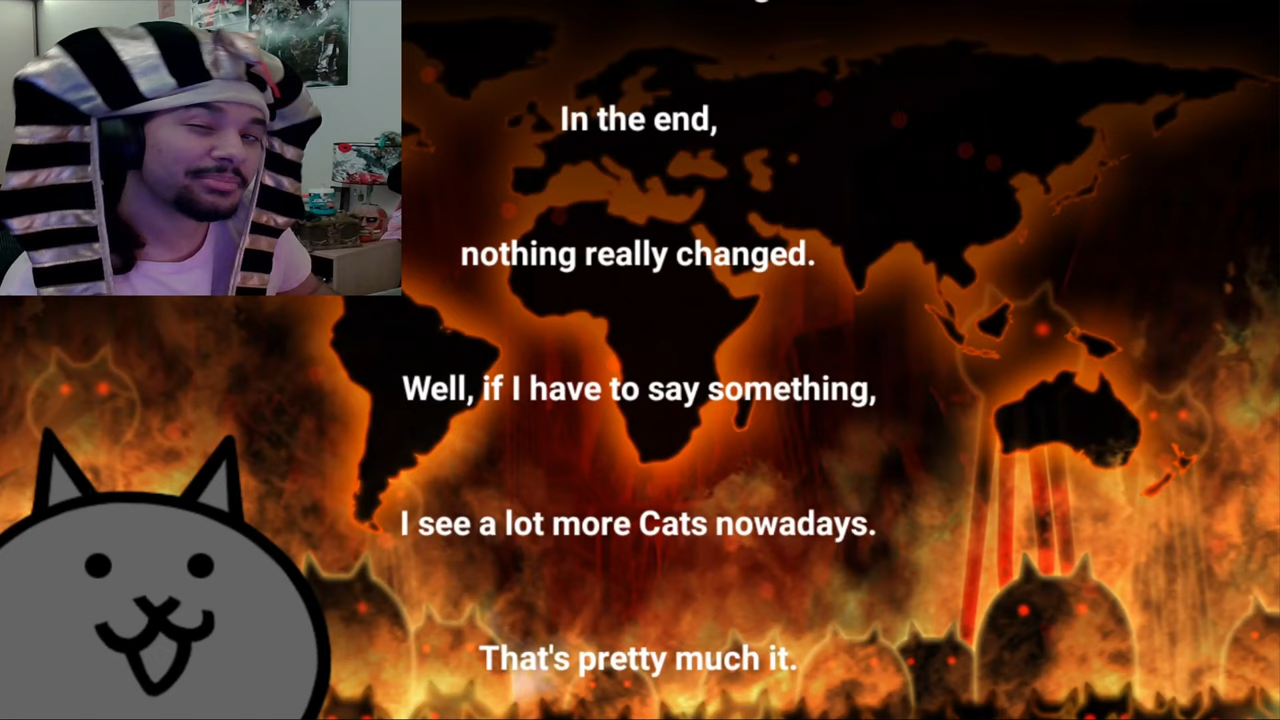 In the end,
nothing really changed.
Well, if I have to say something,
I see a lot more Cats nowadays.
That's pretty much it.